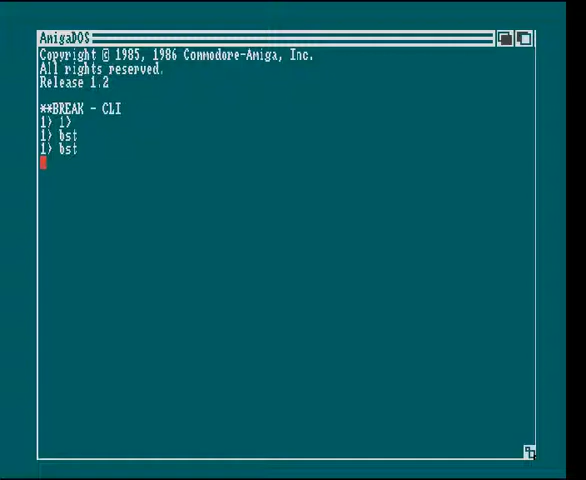 AmigaDOS
Copyright © 1985, 1986 Commodore-Amiga, Inc.
All rights reserved.
Release 1.2
**BREAK - CLI
1> 1>
1> bst
1> bst